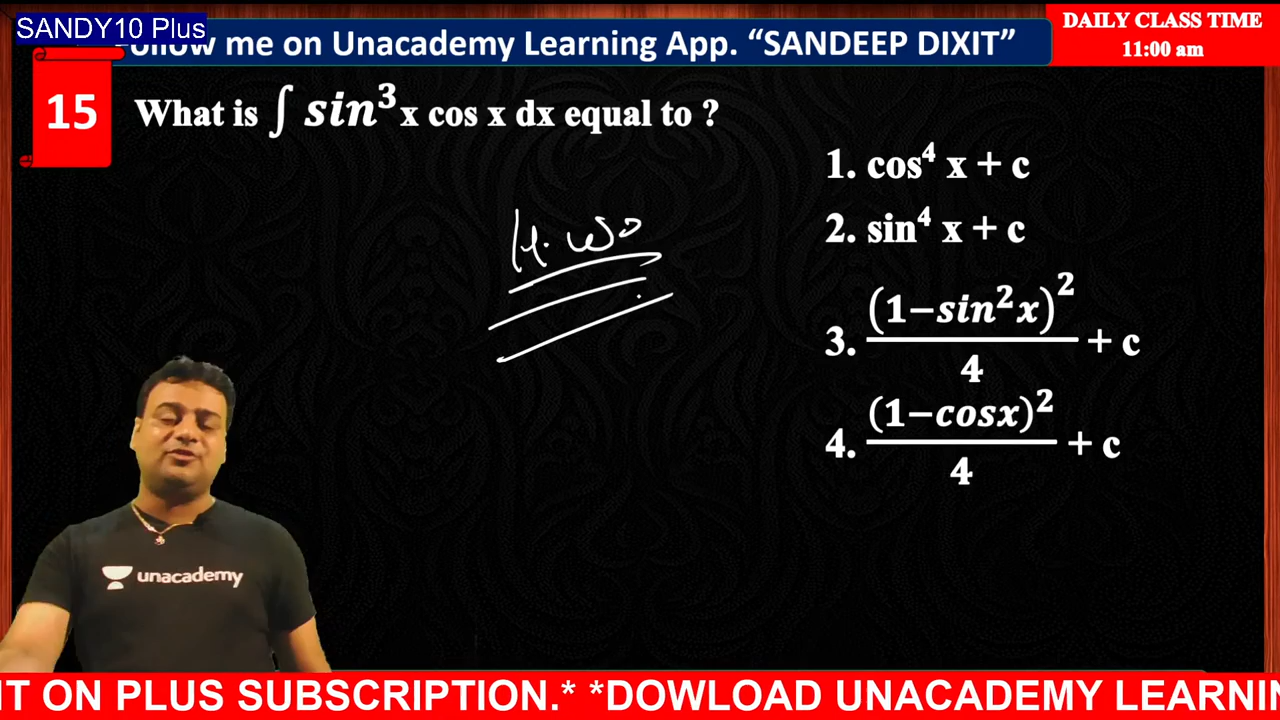 SANDY10 Plus
Follow me on Unacademy Learning App. “SANDEEP DIXIT”
DAILY CLASS TIME
11:00 am
15
What is ∫ sin³x cos x dx equal to ?
1. cos⁴ x + c
2. sin⁴ x + c
3. (1−sin²x)²/4 + c
4. (1−cosx)²/4 + c
H.W
unacademy
IT ON PLUS SUBSCRIPTION.* *DOWLOAD UNACADEMY LEARNIN